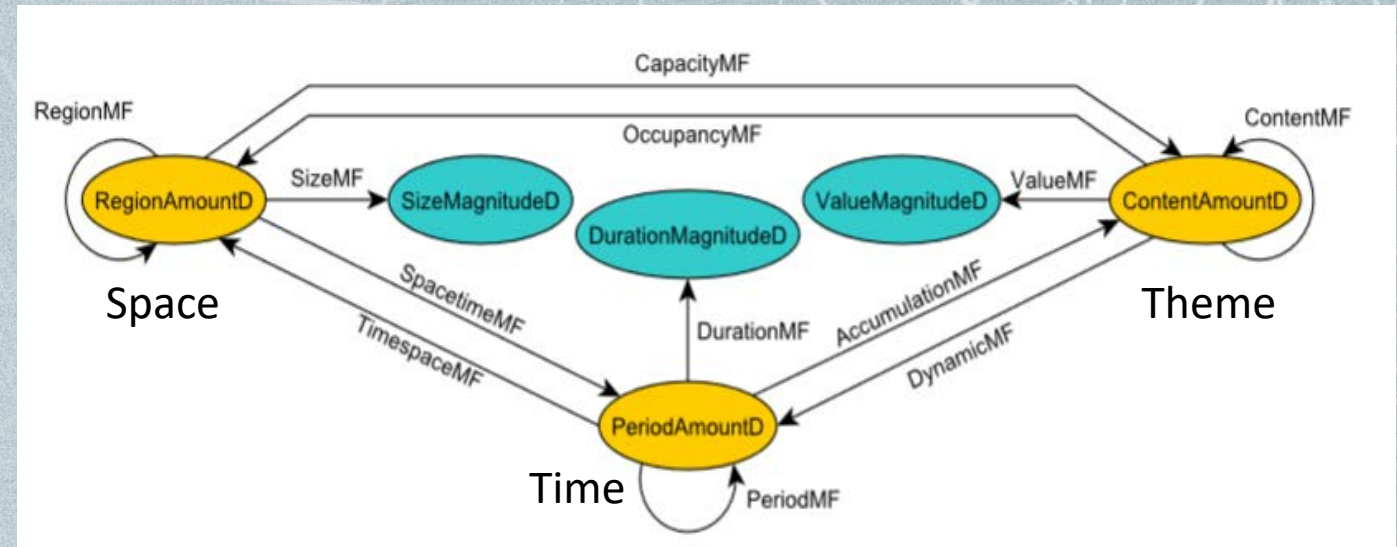 CapacityMF
RegionMF
ContentMF
OccupancyMF
SizeMF
ValueMF
RegionAmountD
SizeMagnitudeD
ValueMagnitudeD
ContentAmountD
DurationMagnitudeD
Space
Theme
SpacetimeMF
TimespaceMF
DurationMF
AccumulationMF
DynamicMF
PeriodAmountD
Time
PeriodMF